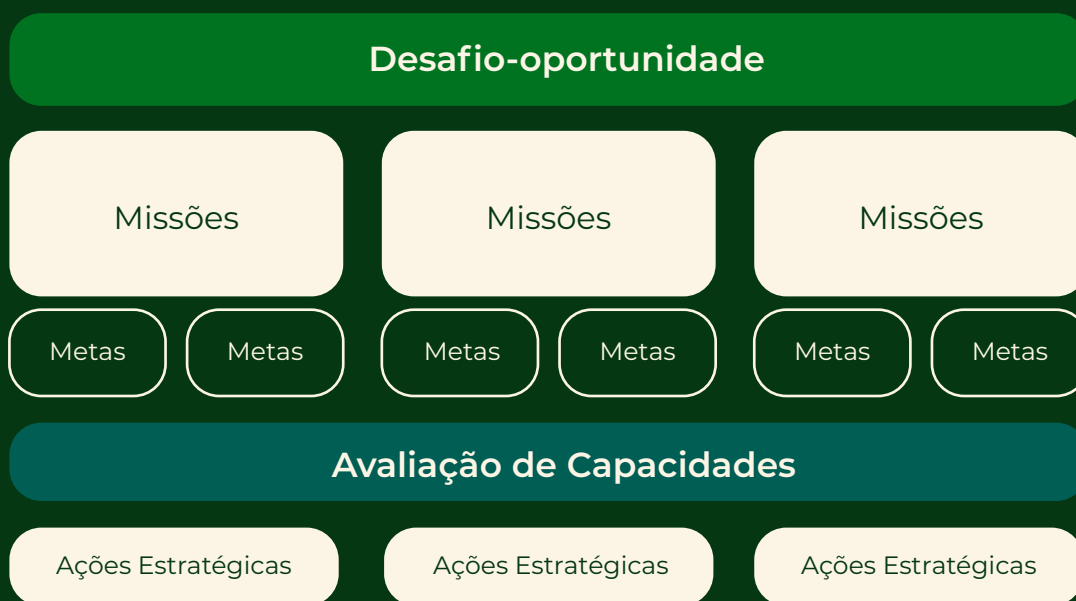 Desafio-oportunidade
Missões Missões Missões
Metas Metas Metas Metas Metas Metas
Avaliação de Capacidades
Ações Estratégicas Ações Estratégicas Ações Estratégicas